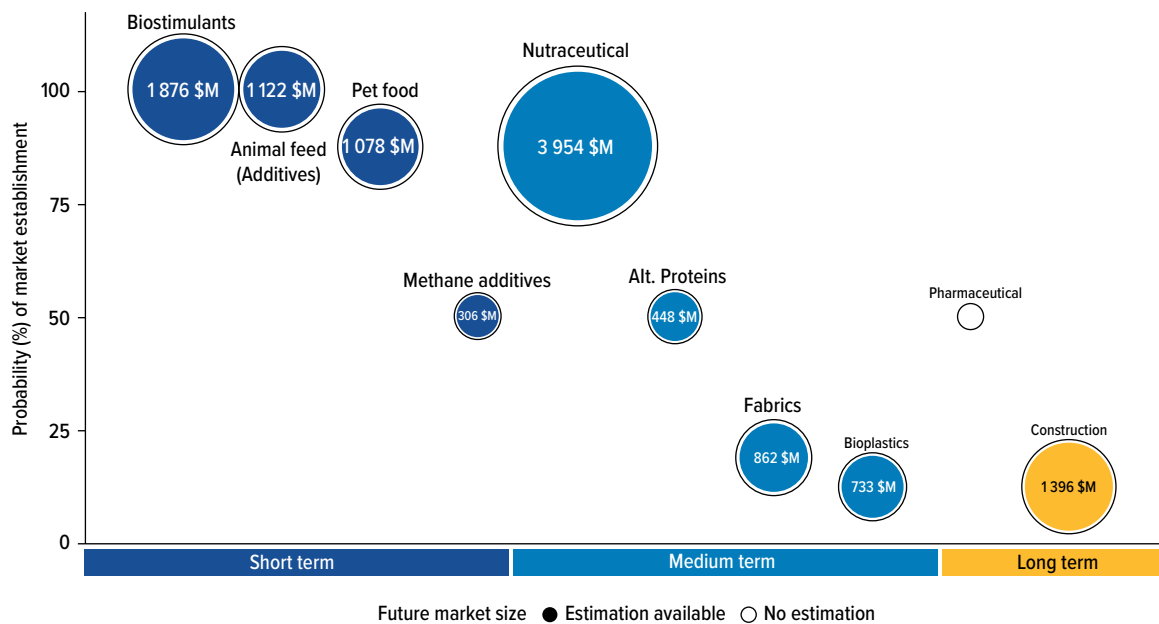 Probability (%) of market establishment
100
75
50
25
0
Biostimulants
1 876 $M
1 122 $M
Animal feed
(Additives)
Pet food
1 078 $M
Nutraceutical
3 954 $M
Methane additives
306 $M
Alt. Proteins
448 $M
Pharmaceutical
Fabrics
862 $M
Bioplastics
733 $M
Construction
1 396 $M
Short term
Medium term
Long term
Future market size
Estimation available
No estimation